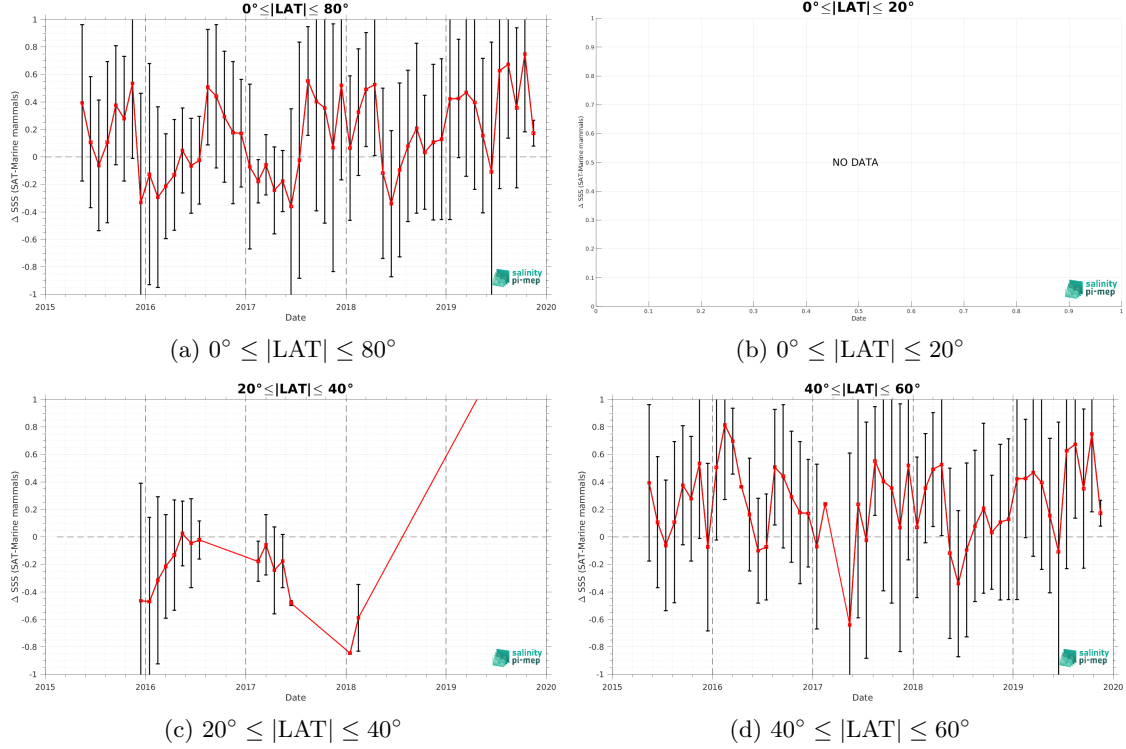 0°≤|LAT|≤ 80°
Δ SSS (SAT-Marine mammals)
1
0.8
0.6
0.4
0.2
0
-0.2
-0.4
-0.6
-0.8
-1
2015 2016 2017 2018 2019 2020
Date
salinity
pi-mep
(a) 0° ≤ |LAT| ≤ 80°
0°≤|LAT|≤ 20°
Δ SSS (SAT-Marine mammals)
1
0.9
0.8
0.7
0.6
0.5
0.4
0.3
0.2
0.1
0
NO DATA
0 0.1 0.2 0.3 0.4 0.5 0.6 0.7 0.8 0.9 1
Date
salinity
pi-mep
(b) 0° ≤ |LAT| ≤ 20°
20°≤|LAT|≤ 40°
Δ SSS (SAT-Marine mammals)
1
0.8
0.6
0.4
0.2
0
-0.2
-0.4
-0.6
-0.8
-1
2015 2016 2017 2018 2019 2020
Date
salinity
pi-mep
(c) 20° ≤ |LAT| ≤ 40°
40°≤|LAT|≤ 60°
Δ SSS (SAT-Marine mammals)
1
0.8
0.6
0.4
0.2
0
-0.2
-0.4
-0.6
-0.8
-1
2015 2016 2017 2018 2019 2020
Date
salinity
pi-mep
(d) 40° ≤ |LAT| ≤ 60°